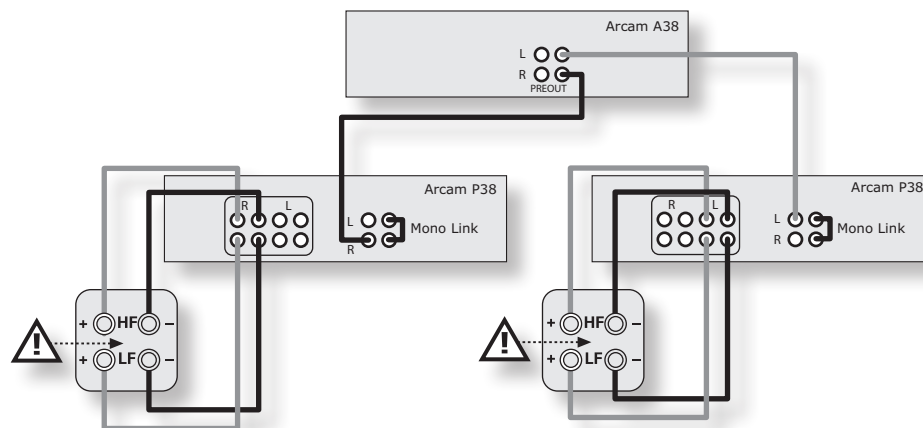 Arcam A38
L
R
PREOUT
Arcam P38
R L
L
R
Mono Link
+ HF –
+ LF –
!
Arcam P38
R L
L
R
Mono Link
+ HF –
+ LF –
!